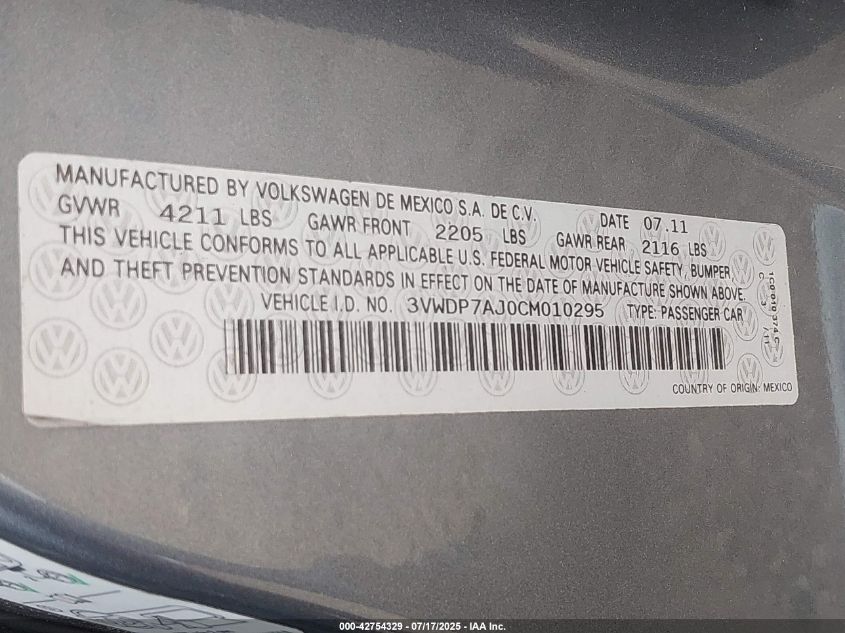 MANUFACTURED BY VOLKSWAGEN DE MEXICO S.A. DE C.V. DATE 07.11
GVWR 4211 LBS GAWR FRONT 2205 LBS GAWR REAR 2116 LBS
THIS VEHICLE CONFORMS TO ALL APPLICABLE U.S. FEDERAL MOTOR VEHICLE SAFETY, BUMPER,
AND THEFT PREVENTION STANDARDS IN EFFECT ON THE DATE OF MANUFACTURE SHOWN ABOVE.
VEHICLE I.D. NO. 3VWDP7AJ0CM010295 TYPE: PASSENGER CAR
COUNTRY OF ORIGIN: MEXICO
000-42754329 - 07/17/2025 - IAA Inc.